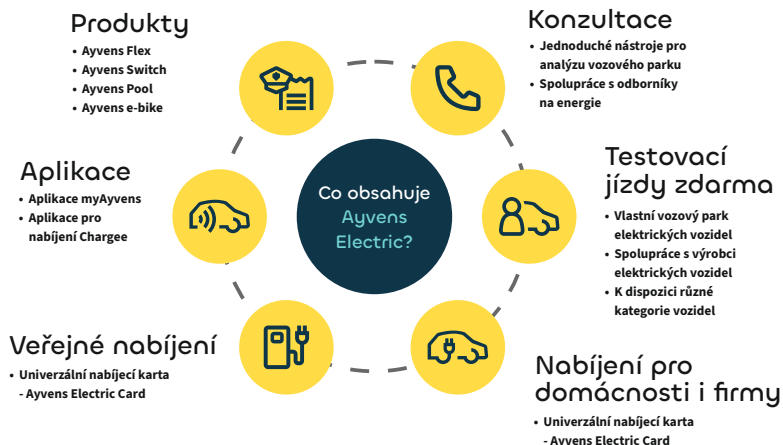 Produkty
• Ayvens Flex
• Ayvens Switch
• Ayvens Pool
• Ayvens e-bike
Konzultace
• Jednoduché nástroje pro
analýzu vozového parku
• Spolupráce s odborníky
na energie
Aplikace
• Aplikace myAyvens
• Aplikace pro
nabíjení Chargee
Co obsahuje
Ayvens
Electric?
Testovací
jízdy zdarma
• Vlastní vozový park
elektrických vozidel
• Spolupráce s výrobci
elektrických vozidel
• K dispozici různé
kategorie vozidel
Veřejné nabíjení
• Univerzální nabíjecí karta
- Ayvens Electric Card
Nabíjení pro
domácnosti i firmy
• Univerzální nabíjecí karta
- Ayvens Electric Card